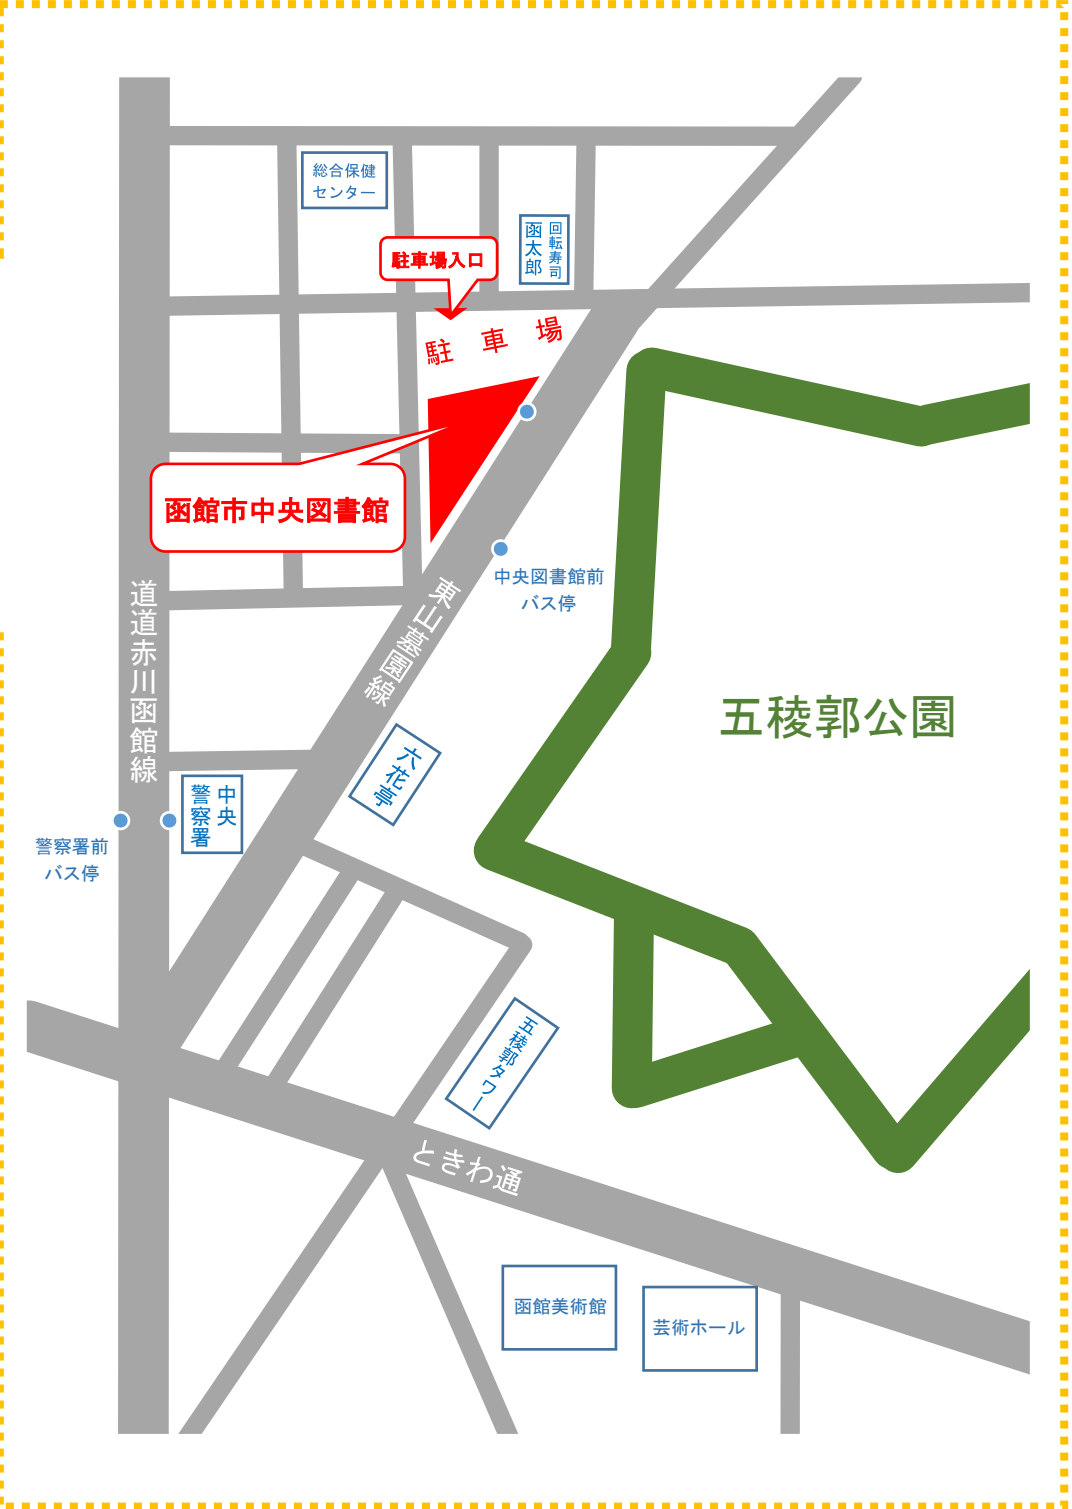 総合保健
センター
回転寿司
函太郎
駐車場入口
駐車場
函館市中央図書館
中央図書館前
バス停
東山墓園線
道道赤川函館線
五稜郭公園
六花亭
中央
警察署
警察署前
バス停
五稜郭タワー
ときわ通
函館美術館
芸術ホール